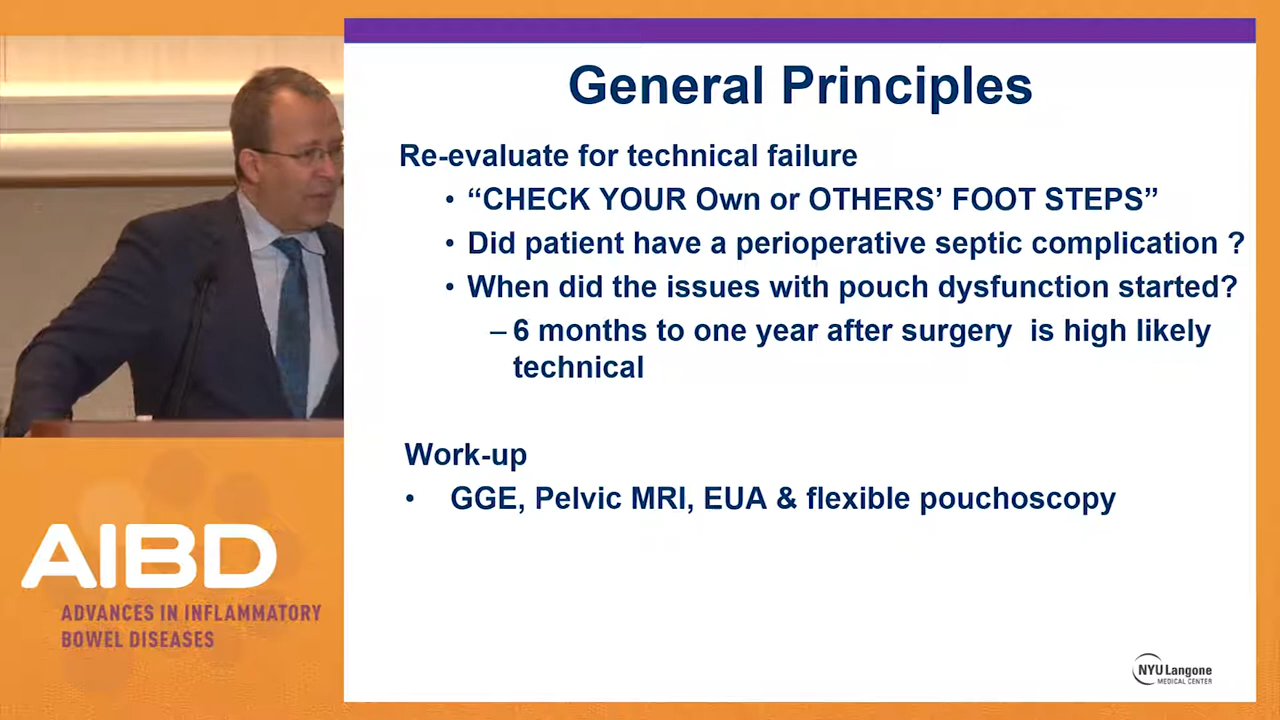 General Principles
Re-evaluate for technical failure
• “CHECK YOUR Own or OTHERS’ FOOT STEPS”
• Did patient have a perioperative septic complication ?
• When did the issues with pouch dysfunction started?
– 6 months to one year after surgery is high likely
technical
Work-up
• GGE, Pelvic MRI, EUA & flexible pouchoscopy
AIBD
ADVANCES IN INFLAMMATORY
BOWEL DISEASES
NYU Langone
MEDICAL CENTER